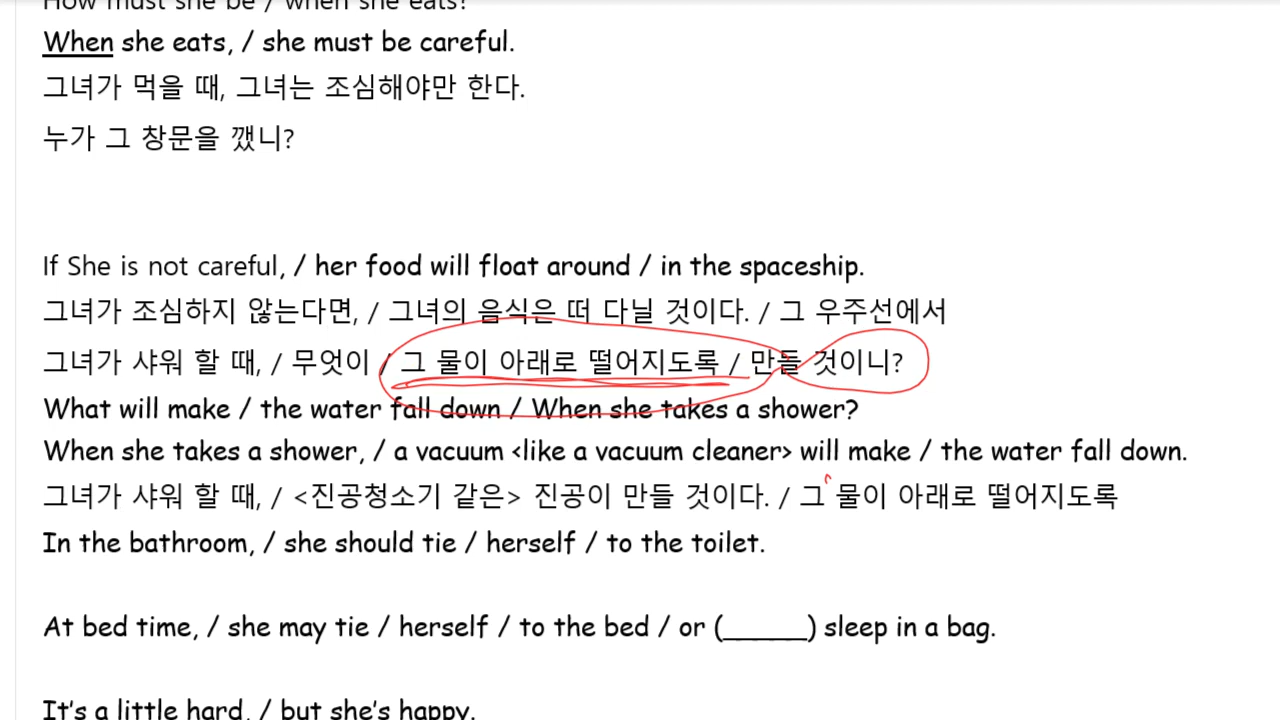 How must she be / when she eats?
When she eats, / she must be careful.
그녀가 먹을 때, 그녀는 조심해야만 한다.
누가 그 창문을 깼니?
If She is not careful, / her food will float around / in the spaceship.
그녀가 조심하지 않는다면, / 그녀의 음식은 떠 다닐 것이다. / 그 우주선에서
그녀가 샤워 할 때, / 무엇이 / 그 물이 아래로 떨어지도록 / 만들 것이니?
What will make / the water fall down / When she takes a shower?
When she takes a shower, / a vacuum <like a vacuum cleaner> will make / the water fall down.
그녀가 샤워 할 때, / <진공청소기 같은> 진공이 만들 것이다. / 그 물이 아래로 떨어지도록
In the bathroom, / she should tie / herself / to the toilet.
At bed time, / she may tie / herself / to the bed / or (_____) sleep in a bag.
It's a little hard, / but she's happy.